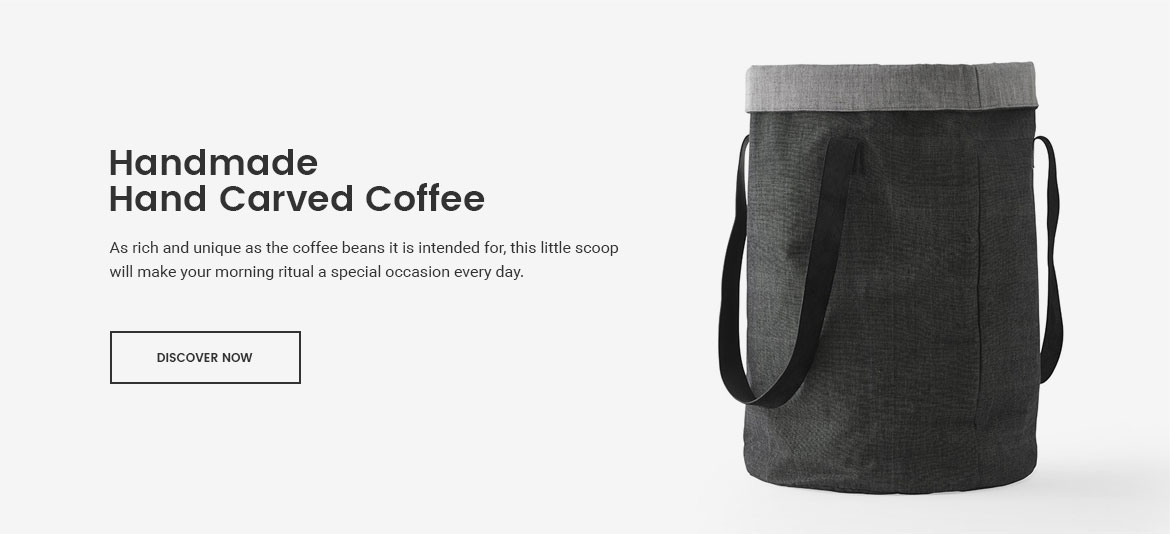 Handmade
Hand Carved Coffee
As rich and unique as the coffee beans it is intended for, this little scoop
will make your morning ritual a special occasion every day.
DISCOVER NOW